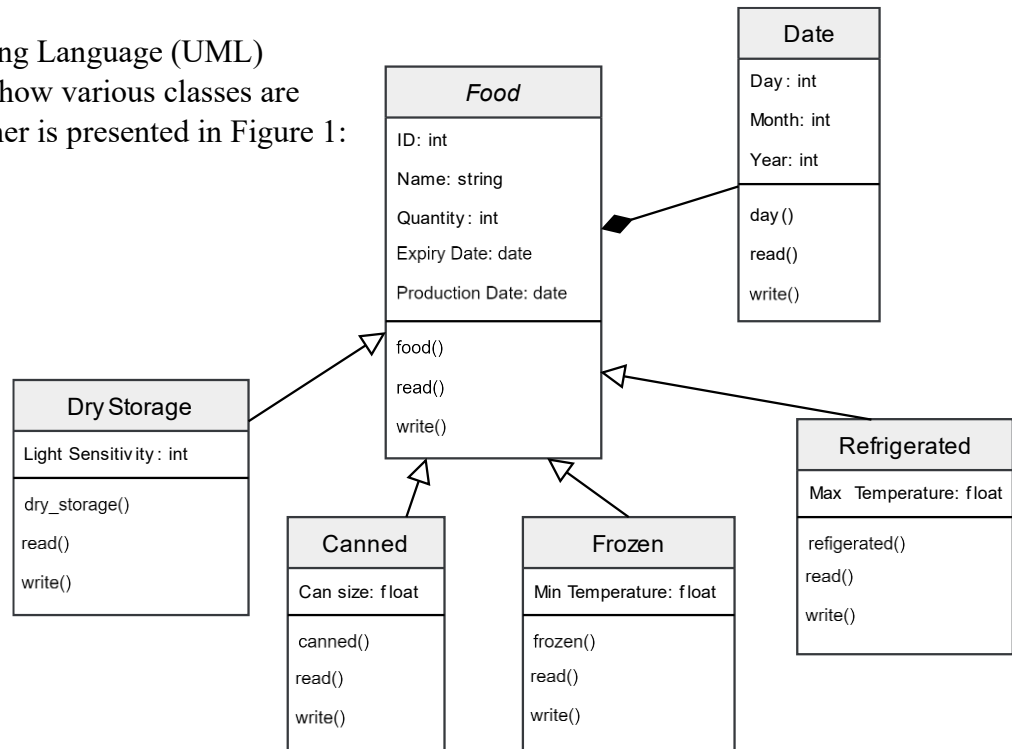 ng Language (UML)
how various classes are
er is presented in Figure 1:
Food
ID: int
Name: string
Quantity: int
Expiry Date: date
Production Date: date
food()
read()
write()
Date
Day: int
Month: int
Year: int
day()
read()
write()
Dry Storage
Light Sensitivity: int
dry_storage()
read()
write()
Canned
Can size: float
canned()
read()
write()
Frozen
Min Temperature: float
frozen()
read()
write()
Refrigerated
Max Temperature: float
refigerated()
read()
write()